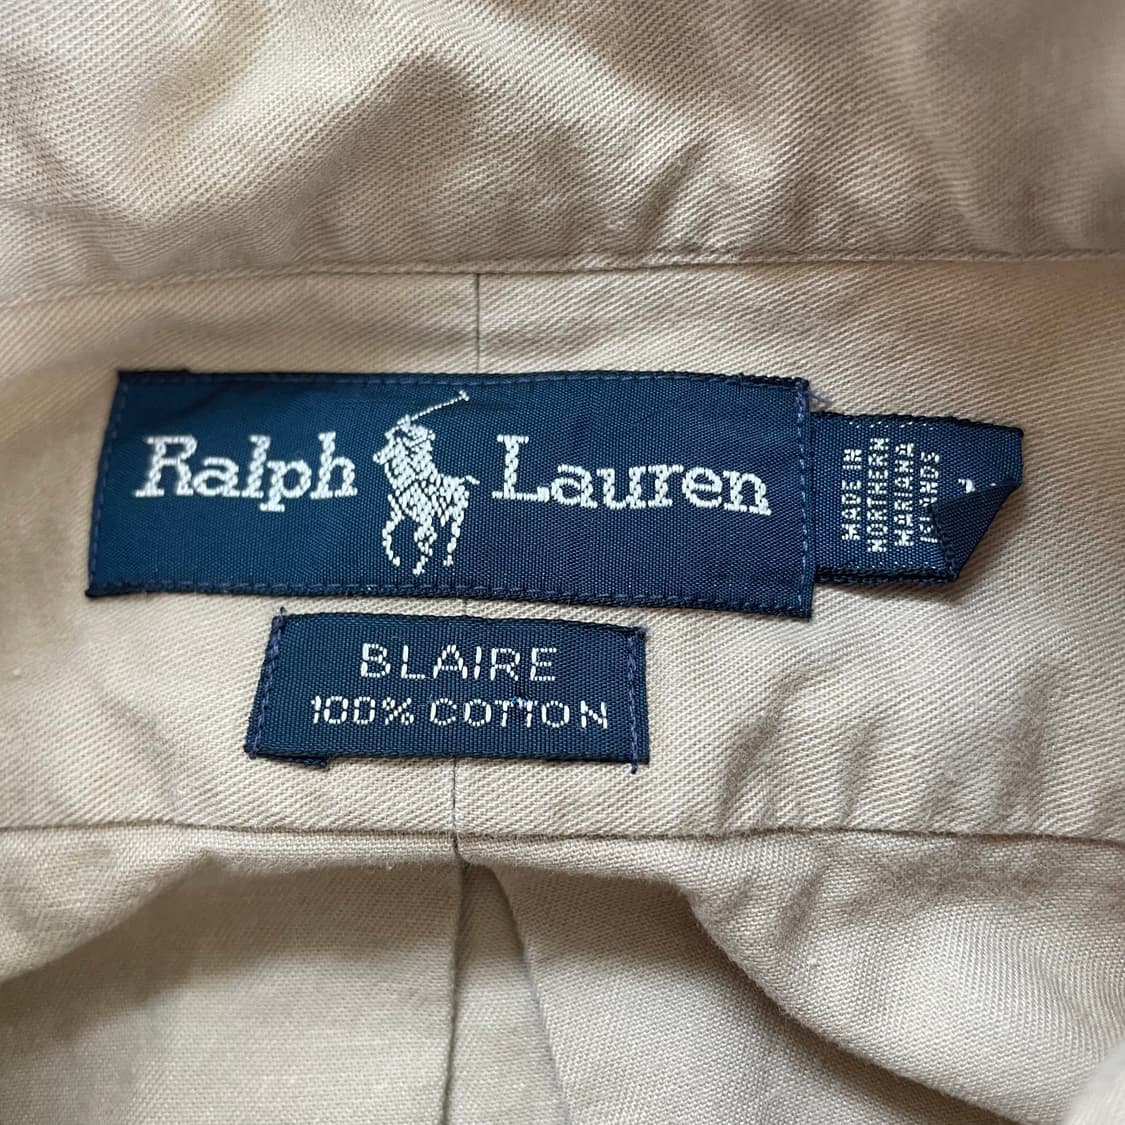 Ralph Lauren
MADE IN
NORTHERN
MARIANA
ISLANDS
BLAIRE
100% COTTON